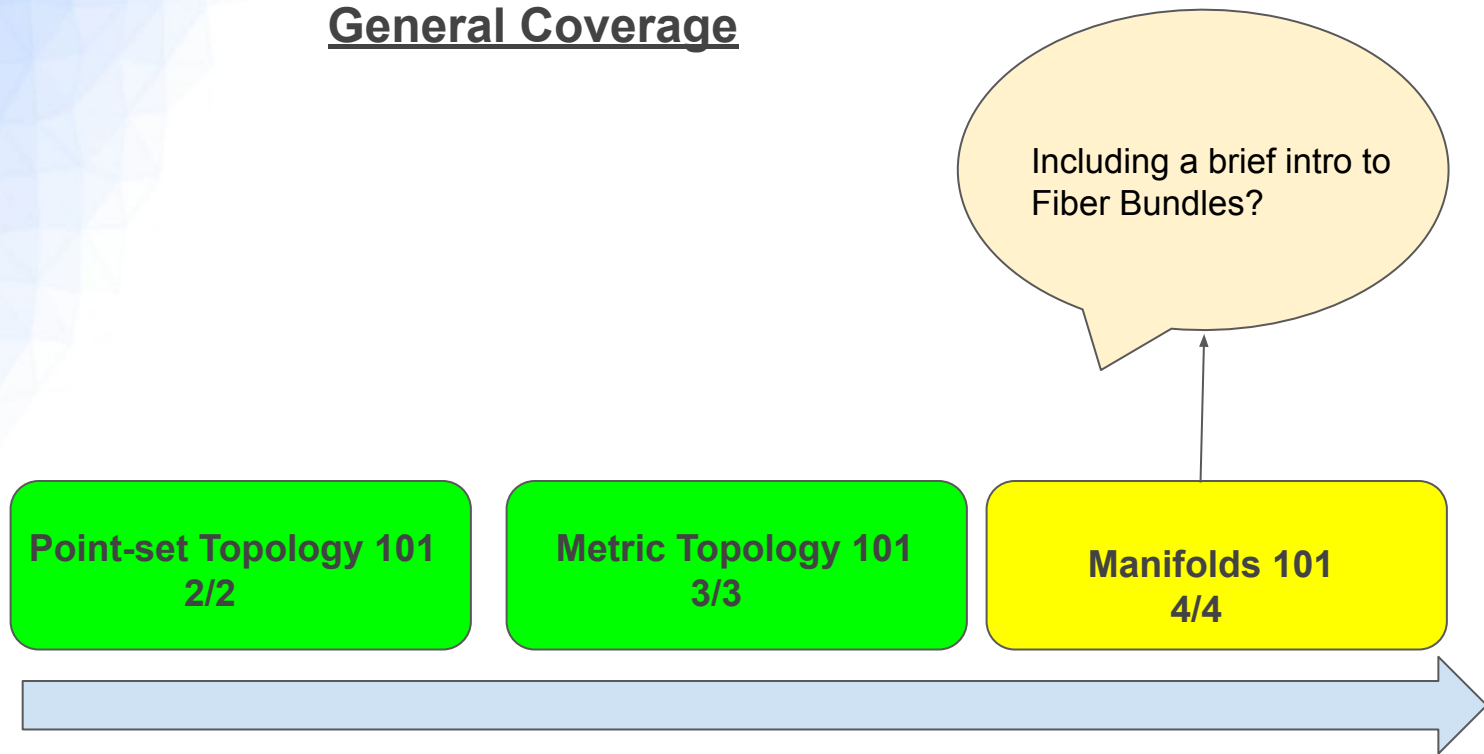 General Coverage
Including a brief intro to
Fiber Bundles?
Point-set Topology 101
2/2
Metric Topology 101
3/3
Manifolds 101
4/4